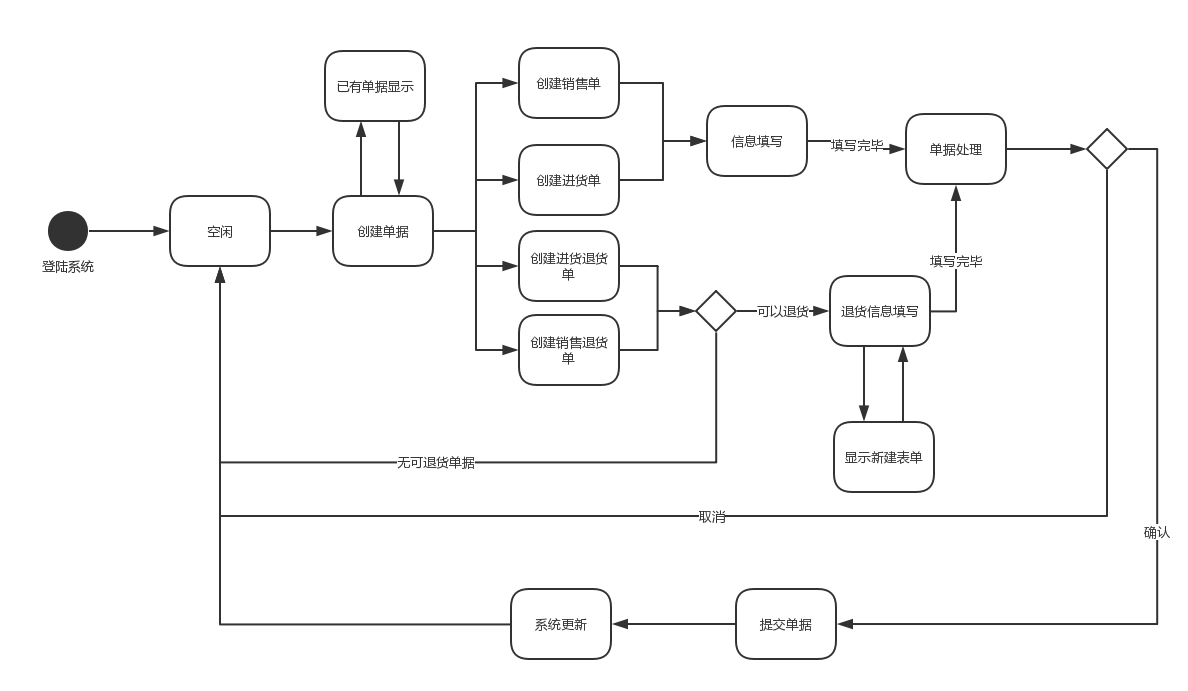 已有单据显示
创建销售单
信息填写
填写完毕
单据处理
创建进货单
登陆系统
空闲
创建单据
创建进货退货
单
填写完毕
可以退货
退货信息填写
创建销售退货
单
无可退货单据
显示新建表单
取消
确认
系统更新
提交单据